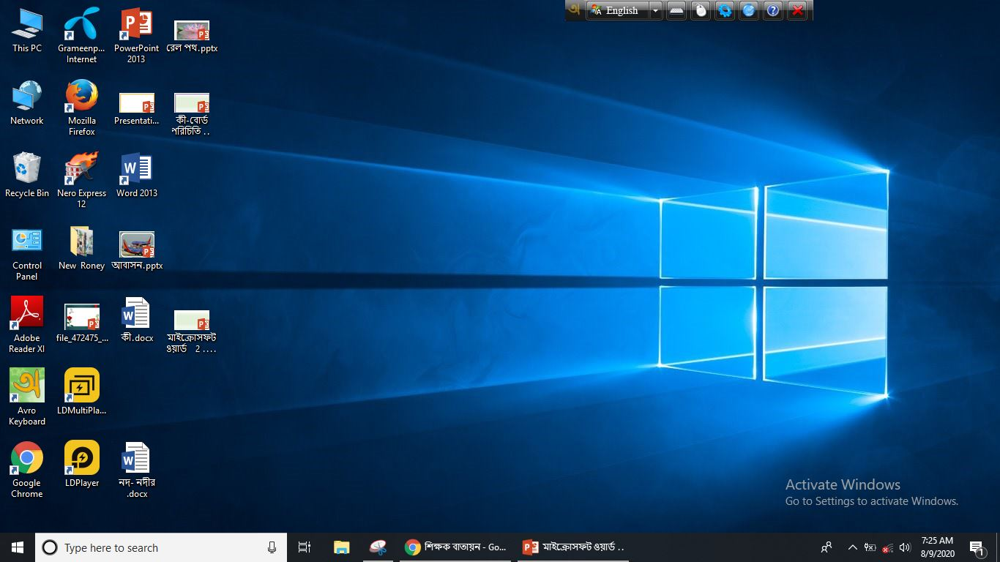 অ English
This PC
Grameenp...
Internet
PowerPoint
2013
রেল পথ.pptx
Network
Mozilla
Firefox
Presentati...
কী-বোর্ড
পরিচিতি ..
Recycle Bin
Nero Express
12
Word 2013
Control
Panel
New Roney
আবাসন.pptx
Adobe
Reader XI
file_472475_...
কী.docx
মাইক্রোসফট
ওয়ার্ড 2 ....
অ
Avro
Keyboard
LDMultiPla...
Google
Chrome
LDPlayer
নদ- নদীর
.docx
Activate Windows
Go to Settings to activate Windows.
Type here to search
শিক্ষক বাতায়ন - Go...
মাইক্রোসফট ওয়ার্ড ..
7:25 AM
8/9/2020
1